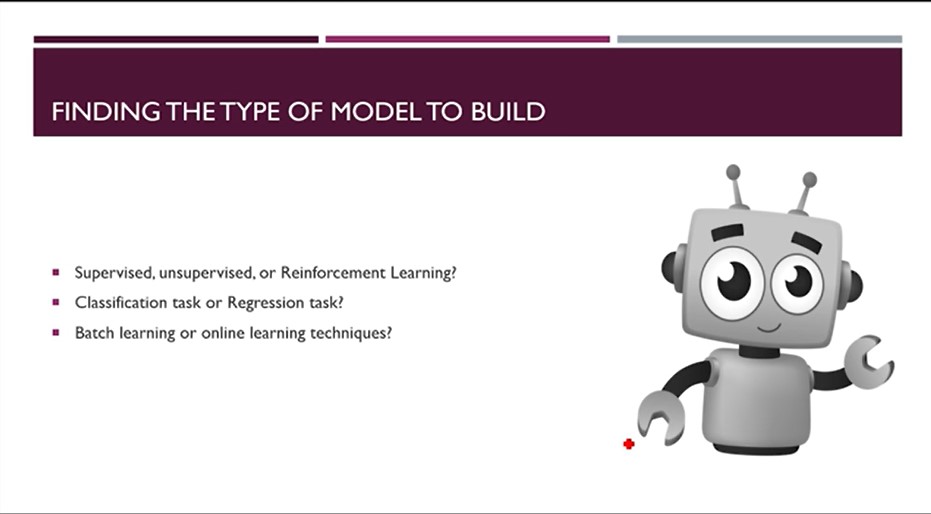 FINDING THE TYPE OF MODEL TO BUILD
Supervised, unsupervised, or Reinforcement Learning?
Classification task or Regression task?
Batch learning or online learning techniques?